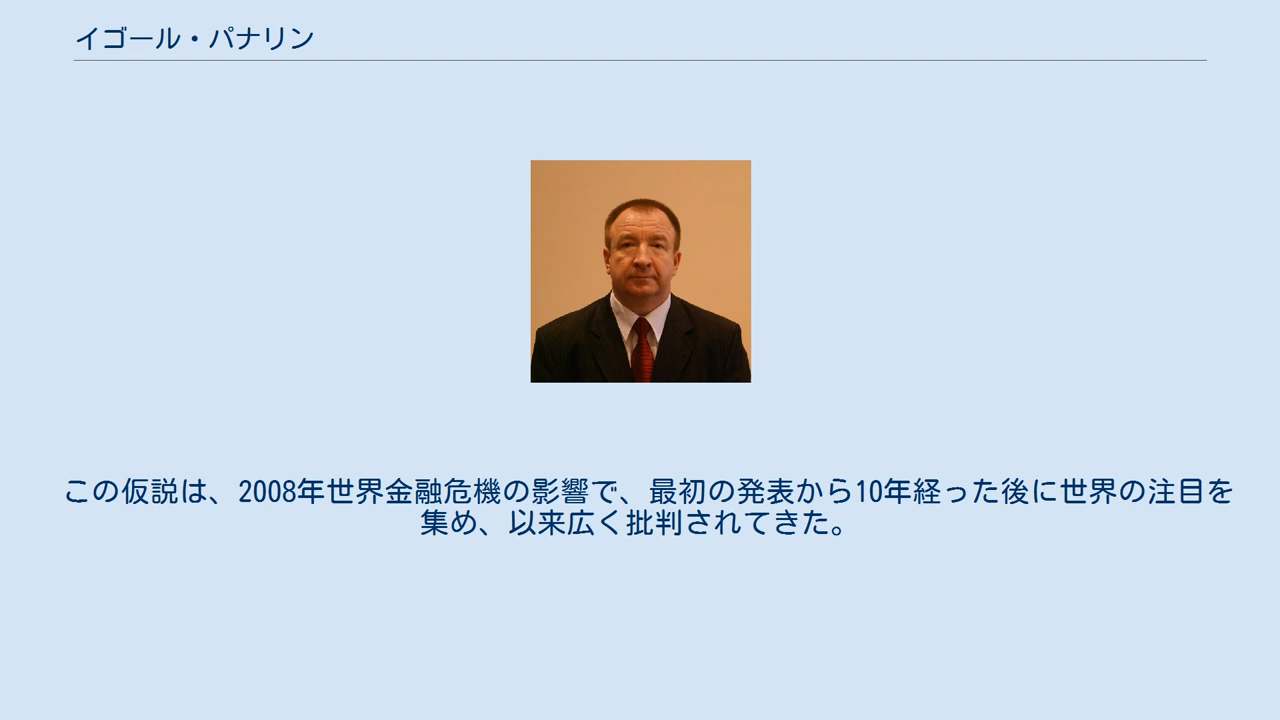 イゴール・パナリン
この仮説は、2008年世界金融危機の影響で、最初の発表から10年経った後に世界の注目を
集め、以来広く批判されてきた。